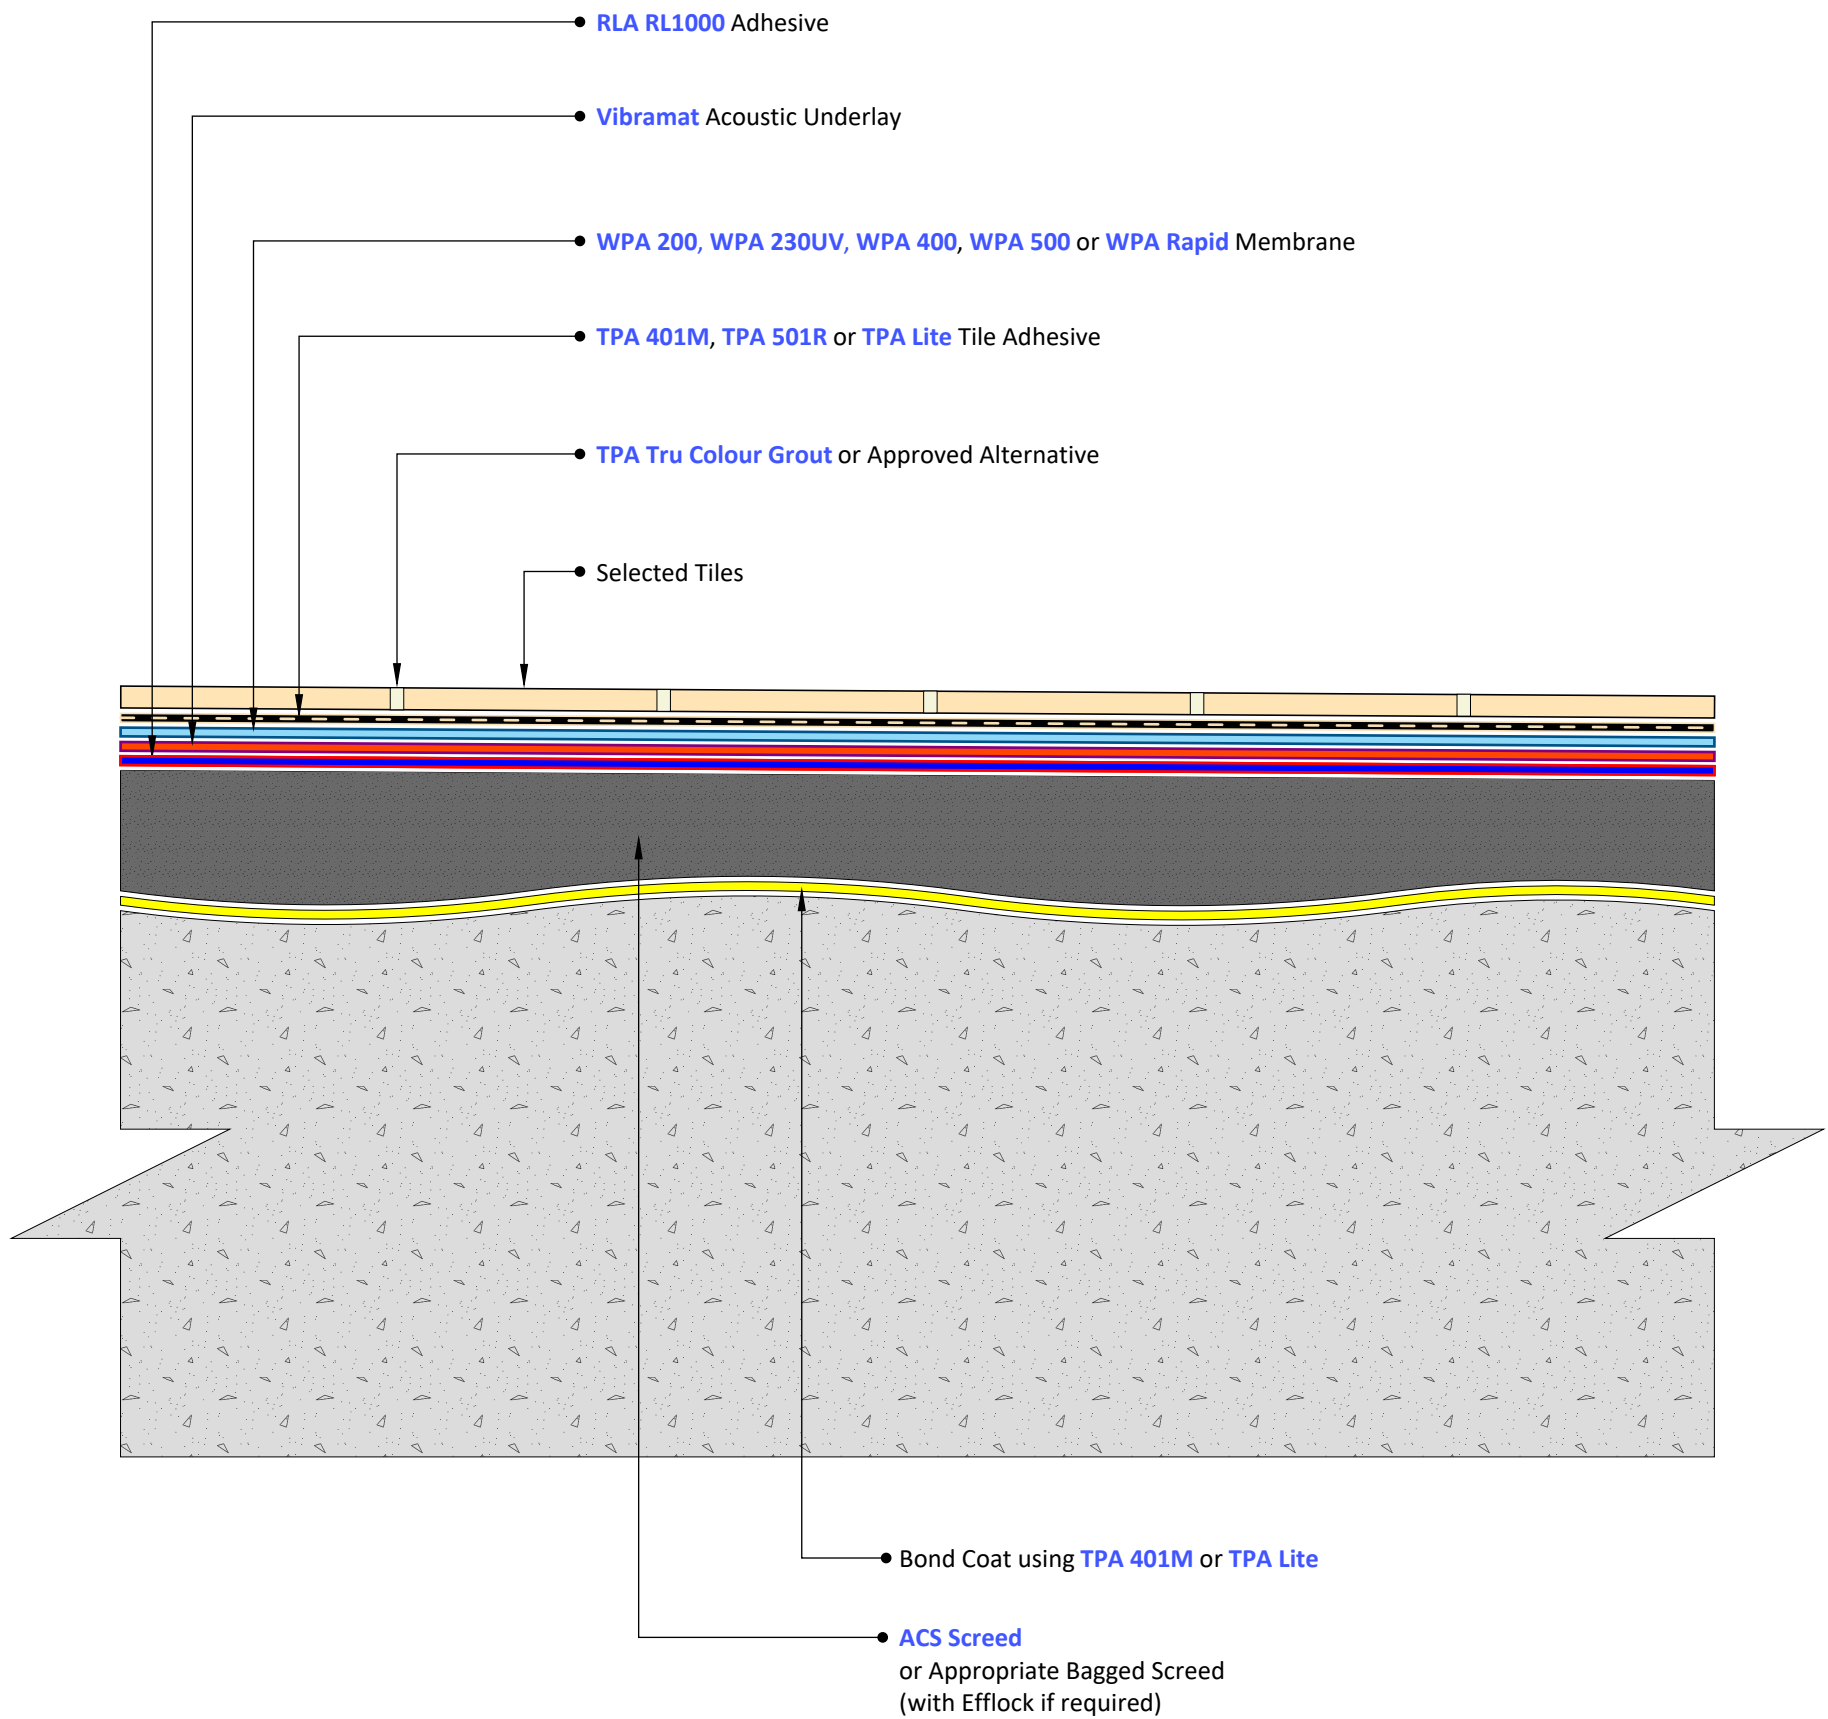 RLA RL1000 Adhesive
Vibramat Acoustic Underlay
WPA 200, WPA 230UV, WPA 400, WPA 500 or WPA Rapid Membrane
TPA 401M, TPA 501R or TPA Lite Tile Adhesive
TPA Tru Colour Grout or Approved Alternative
Selected Tiles
Bond Coat using TPA 401M or TPA Lite
ACS Screed
or Appropriate Bagged Screed
(with Efflock if required)